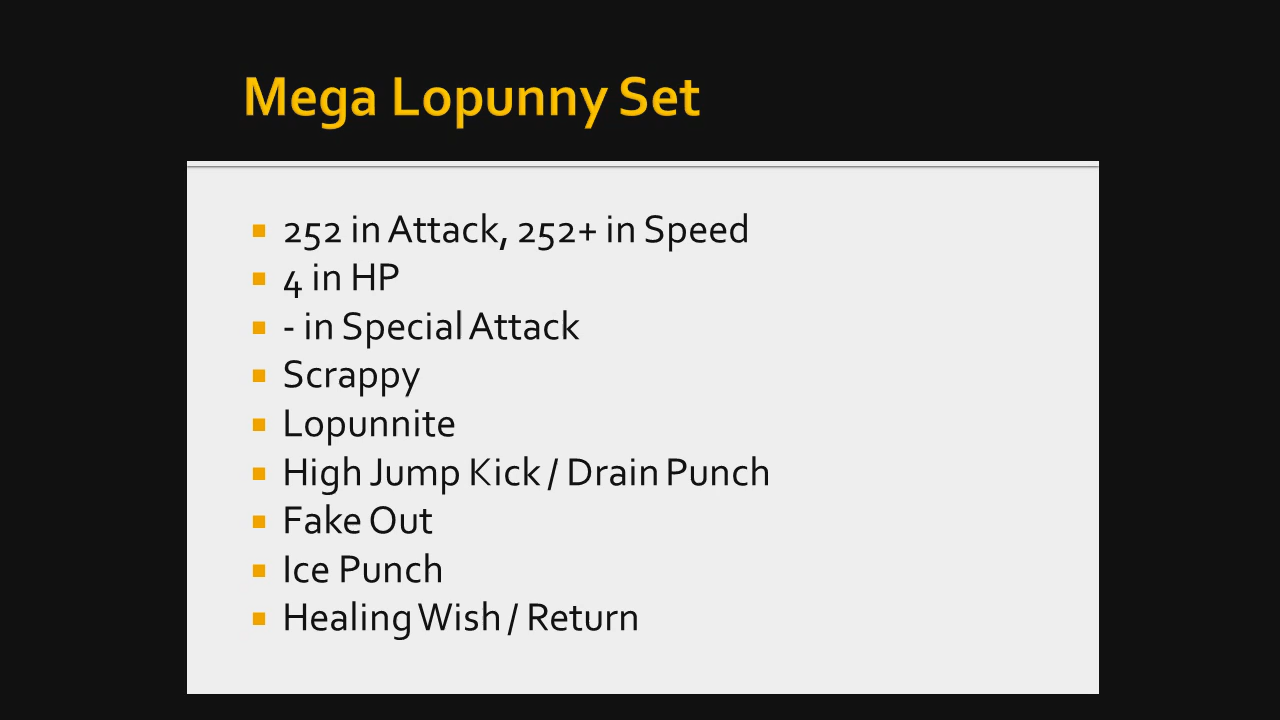 Mega Lopunny Set
252 in Attack, 252+ in Speed
4 in HP
- in Special Attack
Scrappy
Lopunnite
High Jump Kick / Drain Punch
Fake Out
Ice Punch
Healing Wish / Return